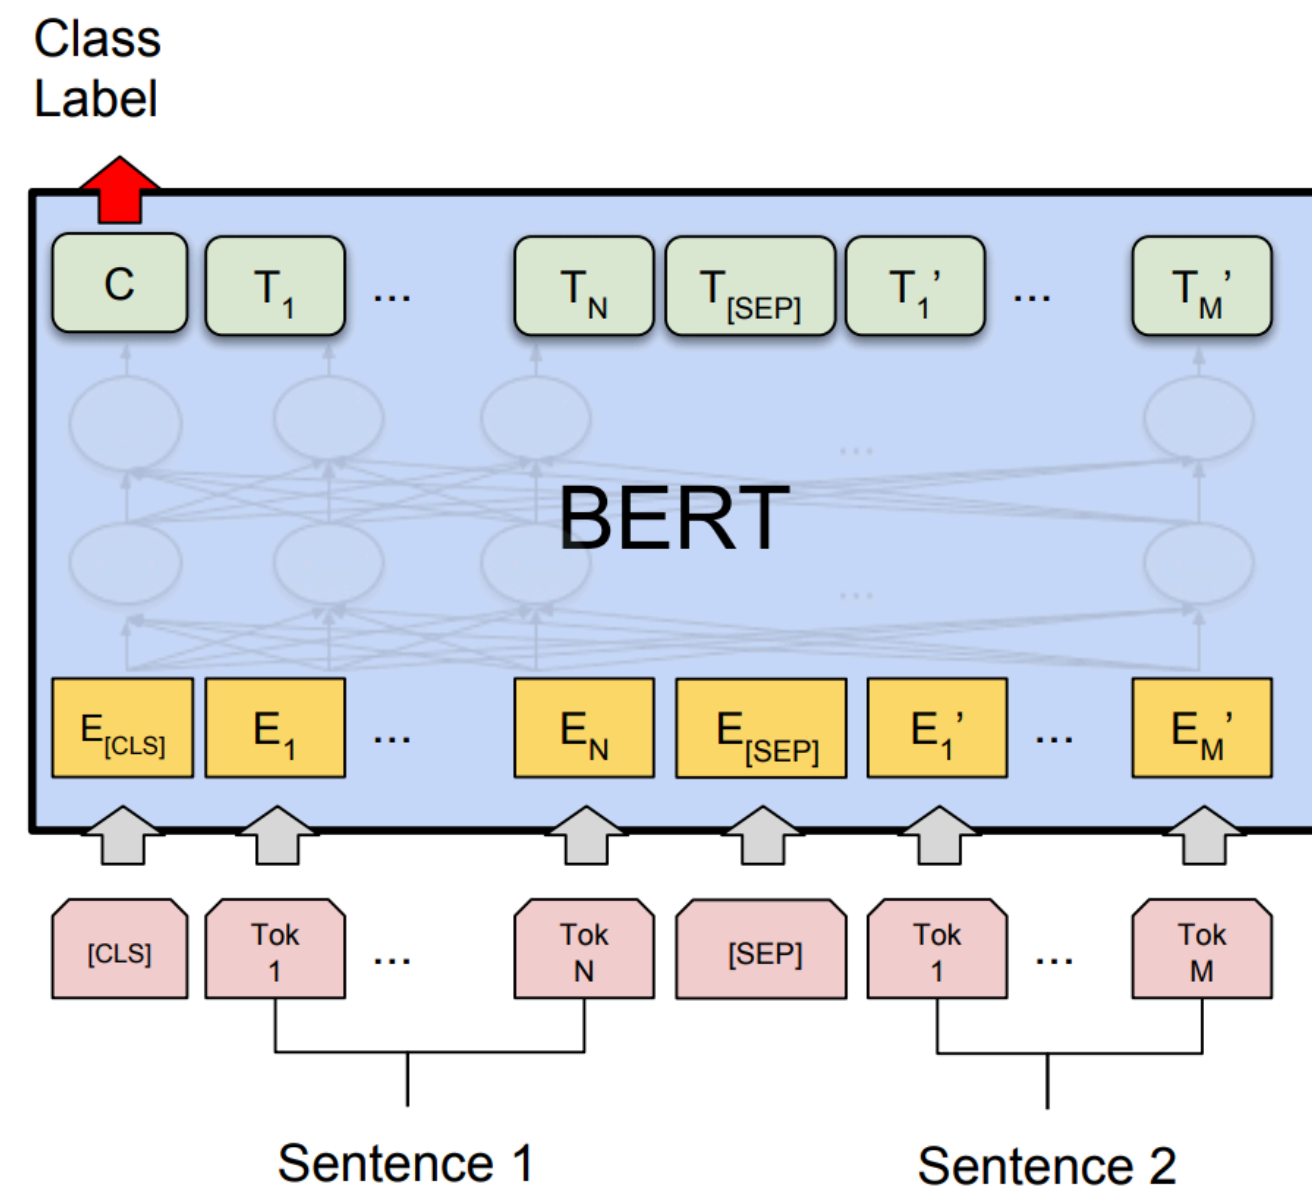 Class
Label
C T1 ... TN T[SEP] T1’ ... TM’
...
BERT
...
E[CLS] E1 ... EN E[SEP] E1’ ... EM’
[CLS] Tok 1 ... Tok N [SEP] Tok 1 ... Tok M
Sentence 1 Sentence 2